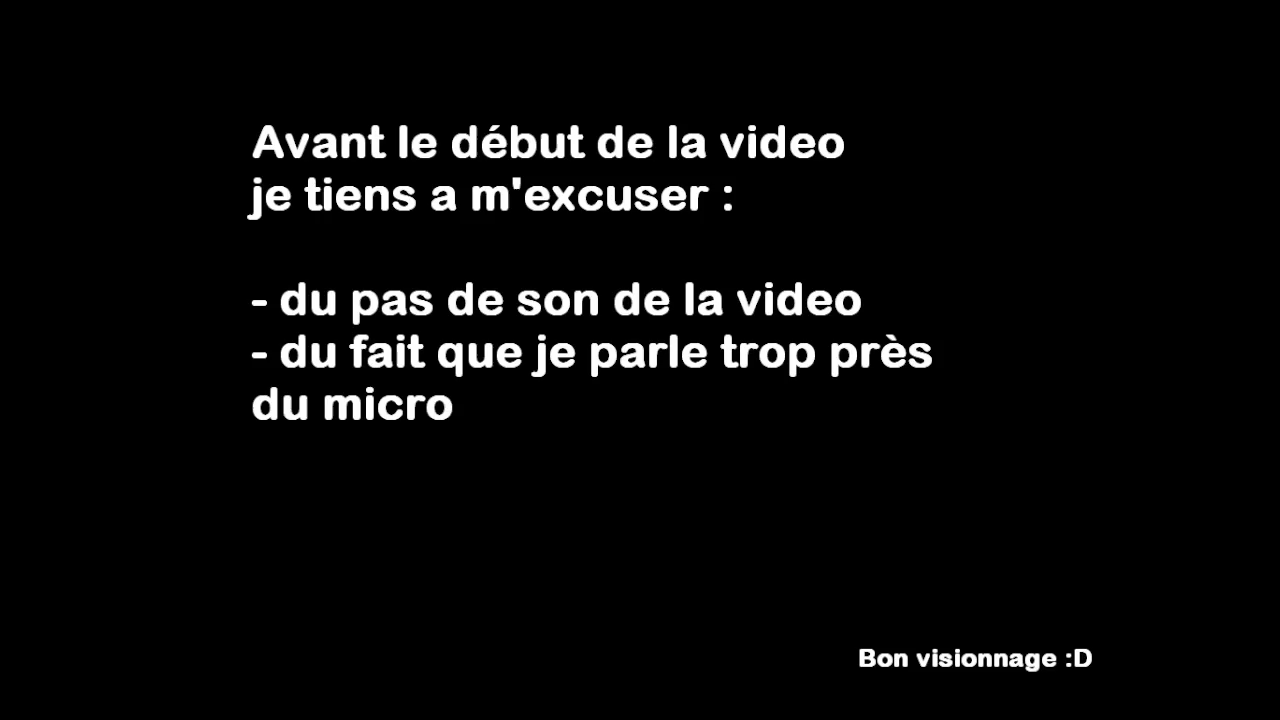 Avant le début de la video
je tiens a m'excuser :
- du pas de son de la video
- du fait que je parle trop près
du micro
Bon visionnage :D